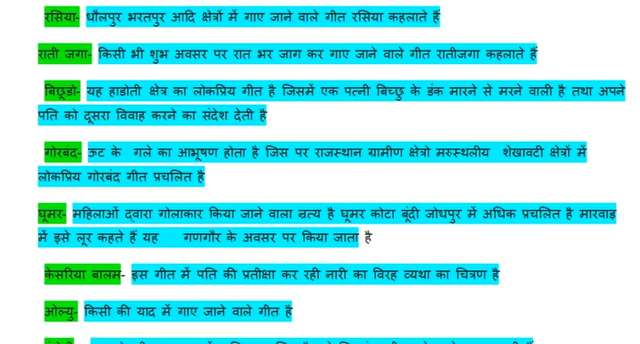 रसिया- धौलपुर भरतपुर आदि क्षेत्रों में गाए जाने वाले गीत रसिया कहलाते हैं
राती जगा- किसी भी शुभ अवसर पर रात भर जाग कर गाए जाने वाले गीत रातीजगा कहलाते हैं
बिछूडो- यह हाडोती क्षेत्र का लोकप्रिय गीत है जिसमें एक पत्नी बिच्छु के डंक मारने से मरने वाली है तथा अपने
पति को दूसरा विवाह करने का संदेश देती है
गोरबंद- ऊट के गले का आभूषण होता है जिस पर राजस्थान ग्रामीण क्षेत्रो मरुस्थलीय शेखावटी क्षेत्रों में
लोकप्रिय गोरबंद गीत प्रचलित है
घूमर- महिलाओं द्वारा गोलाकार किया जाने वाला नृत्य है घूमर कोटा बूंदी जोधपुर में अधिक प्रचलित है मारवाड़
में इसे लूर कहते हैं यह गणगौर के अवसर पर किया जाता है
केसरिया बालम- इस गीत में पति की प्रतीक्षा कर रही नारी का विरह व्यथा का चित्रण है
ओल्यु- किसी की याद में गाए जाने वाले गीत है